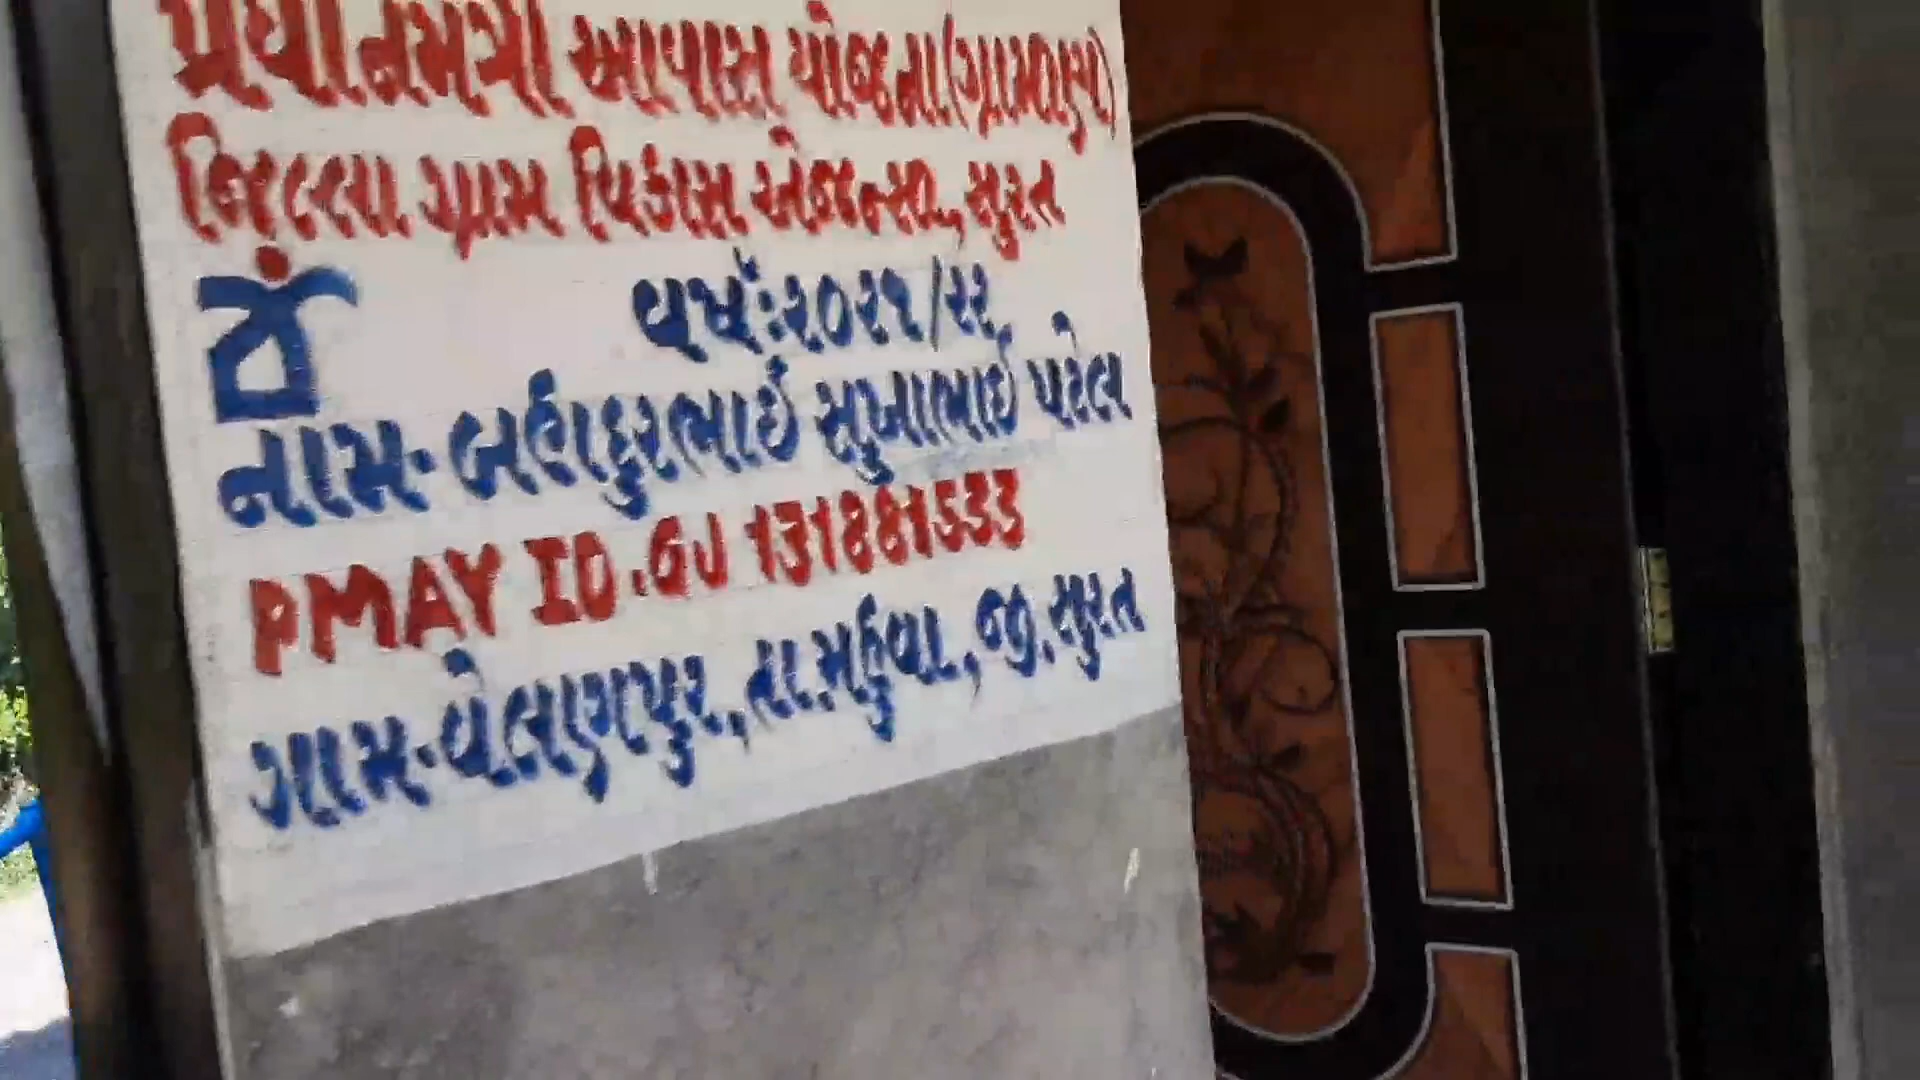 પ્રધાનમંત્રી આવાસ યોજના(ગ્રામીણ)
જિલ્લા ગ્રામ વિકાસ એજન્સી, સુરત
વર્ષ:૨૦૨૧/૨૨
નામ- બહાદુરભાઈ સુખાભાઈ પટેલ
PMAY ID.GJ 131881533
ગામ-વેલણપુર, તા.મહુવા, જી.સુરત